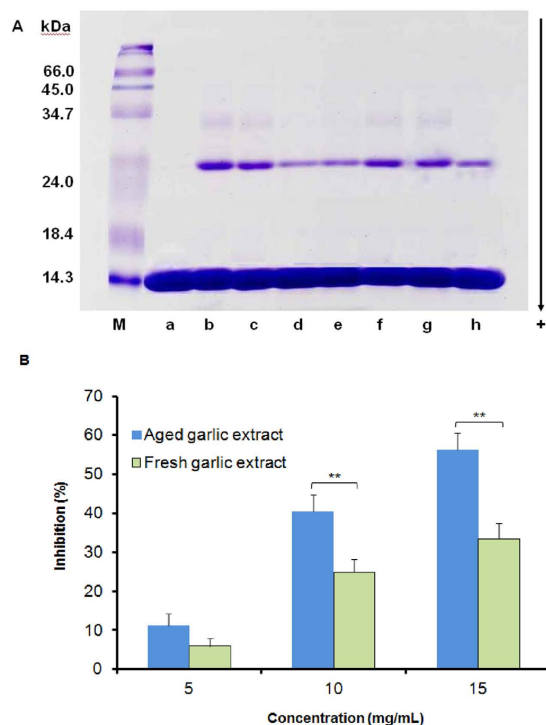 A kDa
66.0
45.0
34.7
24.0
18.4
14.3
M a b c d e f g h +
B
70
60
50
40
30
20
10
0
Aged garlic extract
Fresh garlic extract
**
**
Inhibition (%)
5 10 15
Concentration (mg/mL)